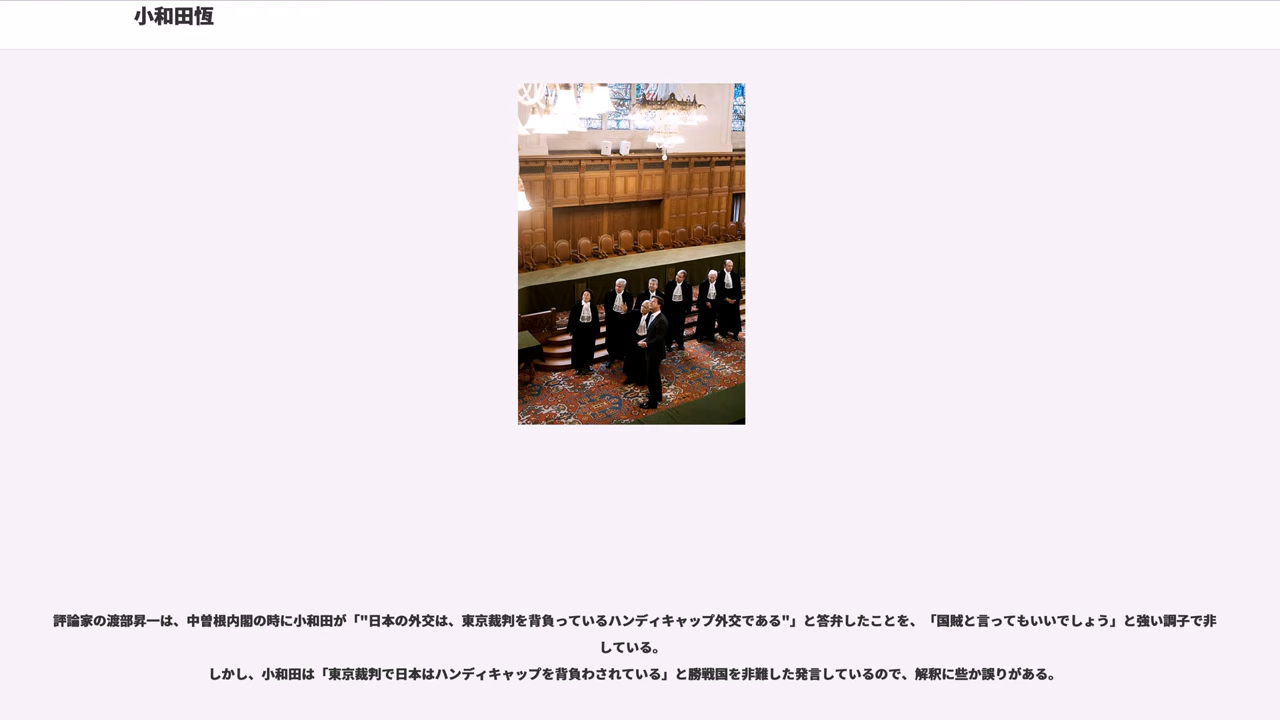 小和田恆
評論家の渡部昇一は、中曽根内閣の時に小和田が「"日本の外交は、東京裁判を背負っているハンディキャップ外交である"」と答弁したことを、「国賊と言ってもいいでしょう」と強い調子で非
している。
しかし、小和田は「東京裁判で日本はハンディキャップを背負わされている」と勝戦国を非難した発言しているので、解釈に些か誤りがある。